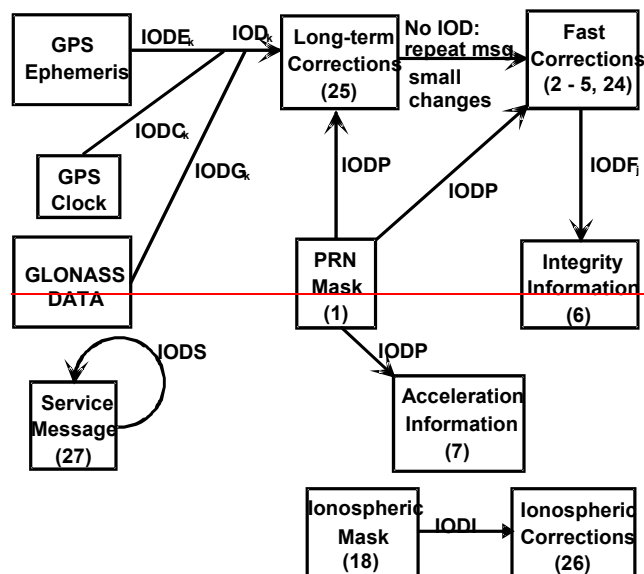 GPS
Ephemeris
IODEk
IODk
Long-term
Corrections
(25)
No IOD:
repeat msg
small
changes
Fast
Corrections
(2 - 5, 24)
IODCk
IODGk
GPS
Clock
IODP
IODP
IODFj
GLONASS
DATA
PRN
Mask
(1)
Integrity
Information
(6)
IODS
IODP
Service
Message
(27)
Acceleration
Information
(7)
Ionospheric
Mask
(18)
IODI
Ionospheric
Corrections
(26)